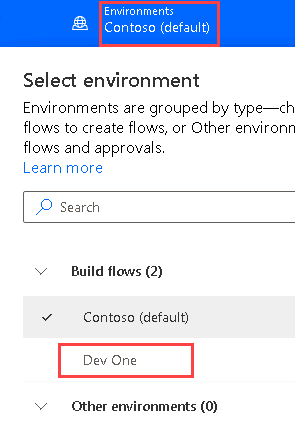 Environments
Contoso (default)
Select environment
Environments are grouped by type—ch
flows to create flows, or Other environm
flows and approvals.
Learn more
Search
Build flows (2)
Contoso (default)
Dev One
Other environments (0)